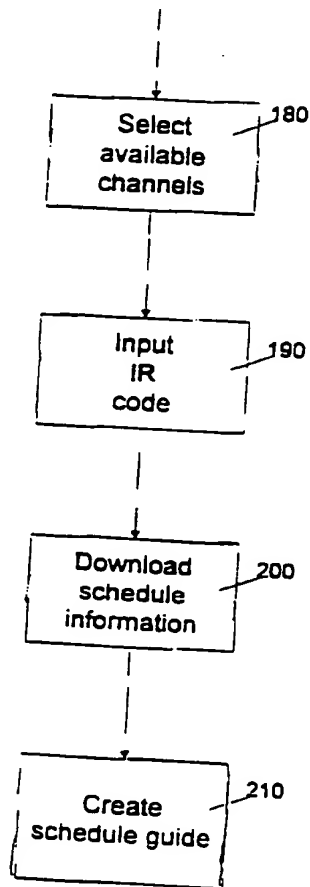 Select
available
channels
180
Input
IR
code
190
Download
schedule
information
200
Create
schedule guide
210